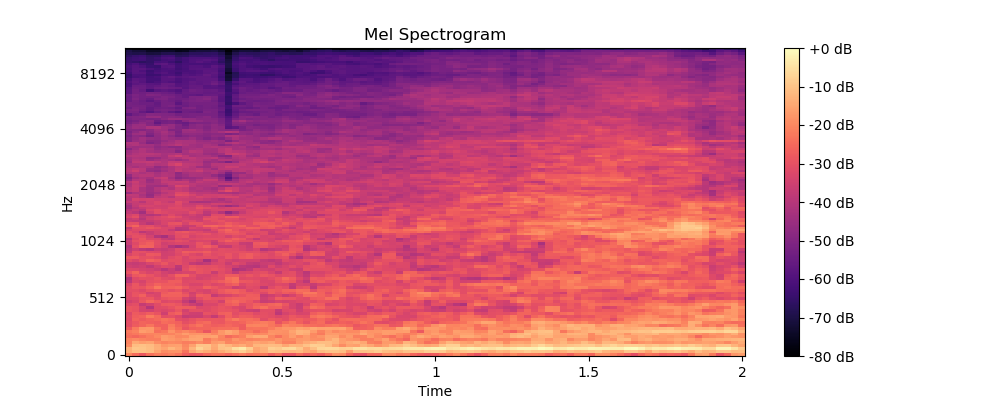 Mel Spectrogram
Hz
8192
4096
2048
1024
512
0
0 0.5 1 1.5 2
Time
+0 dB
-10 dB
-20 dB
-30 dB
-40 dB
-50 dB
-60 dB
-70 dB
-80 dB